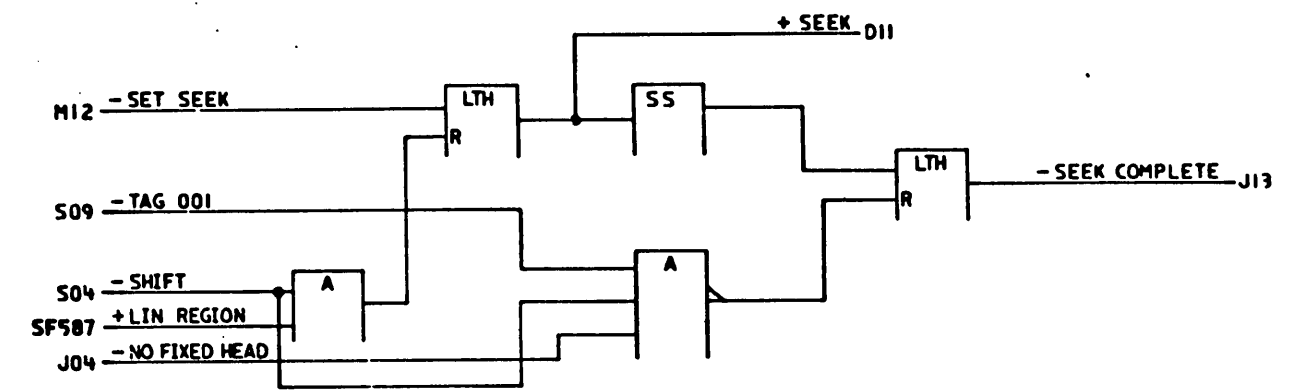 + SEEK D11
M12 - SET SEEK LTH SS
R
LTH - SEEK COMPLETE J13
R
S09 - TAG 001
A
S04 - SHIFT A
SF587 + LIN REGION
J04 - NO FIXED HEAD